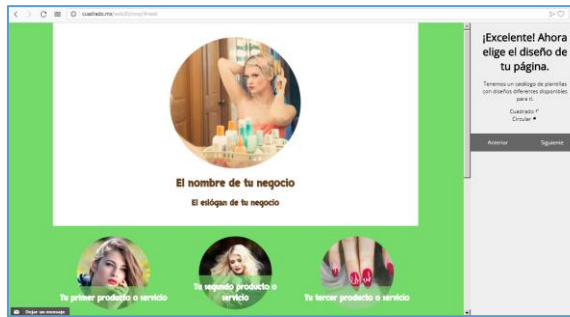 cuadrado.mx
¡Excelente! Ahora
elige el diseño de
tu página.
Tenemos un catálogo de plantillas
con diseños diferentes disponibles
para ti.
Cuadrado
Circular
Anterior
Siguiente
El nombre de tu negocio
El eslógan de tu negocio
Tu primer producto o servicio
Tu segundo producto o
servicio
Tu tercer producto o servicio
Dejar un mensaje